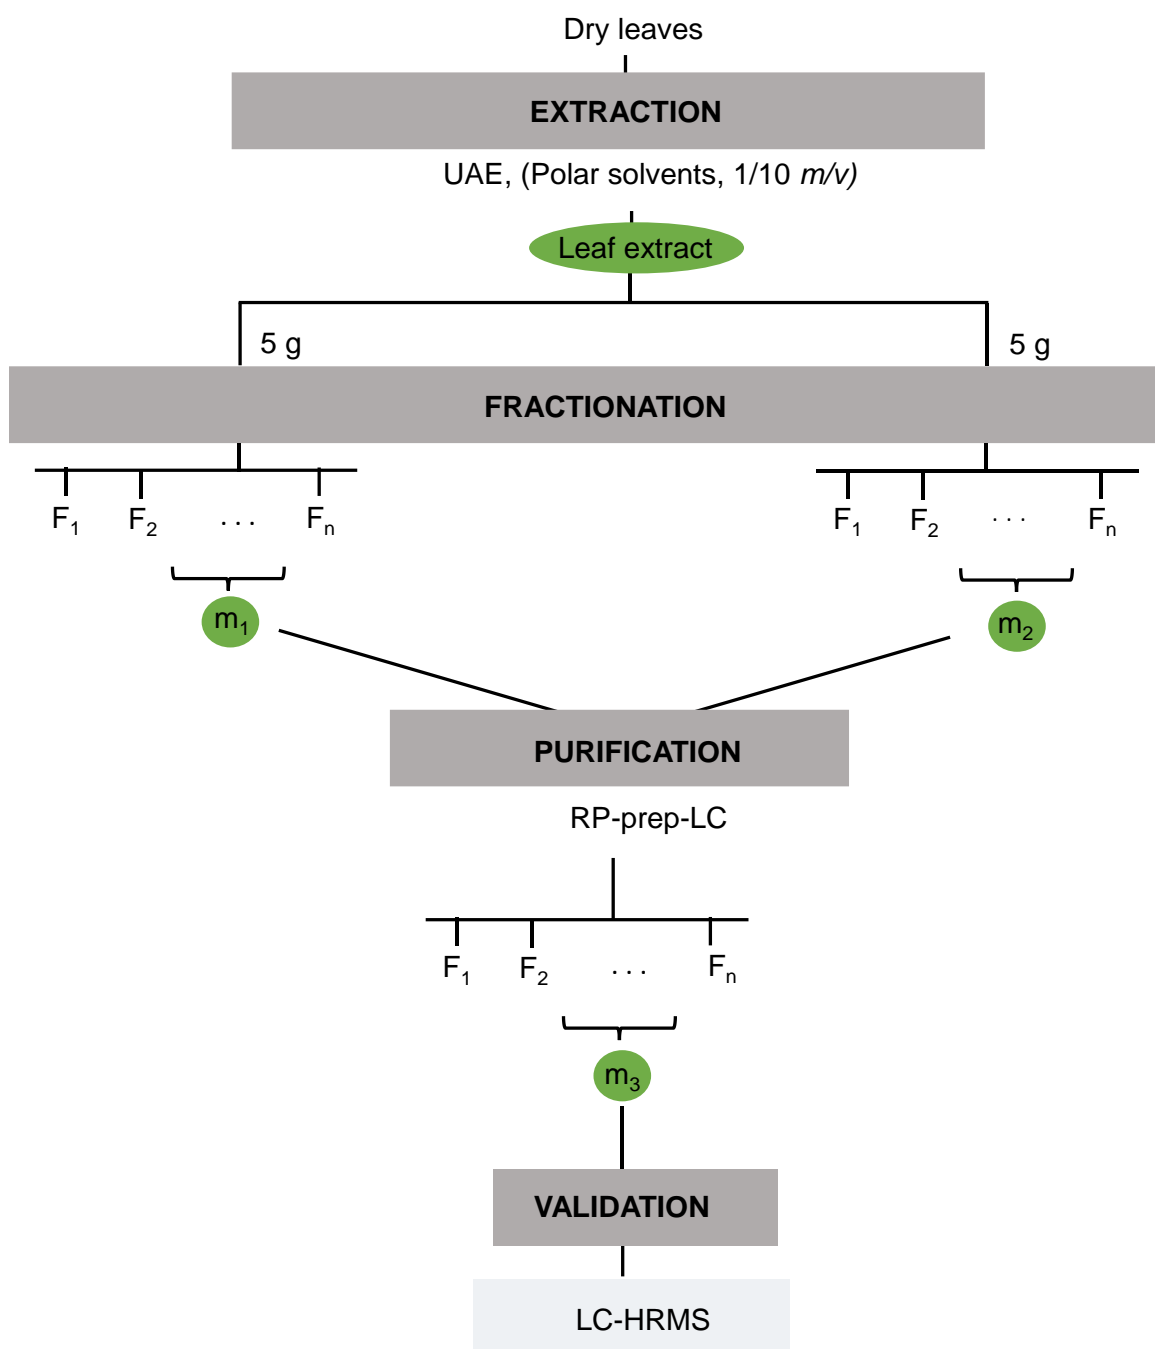 Dry leaves
EXTRACTION
UAE, (Polar solvents, 1/10 m/v)
Leaf extract
5 g
5 g
FRACTIONATION
F1 F2 . . . Fn
F1 F2 . . . Fn
m1
m2
PURIFICATION
RP-prep-LC
F1 F2 . . . Fn
m3
VALIDATION
LC-HRMS